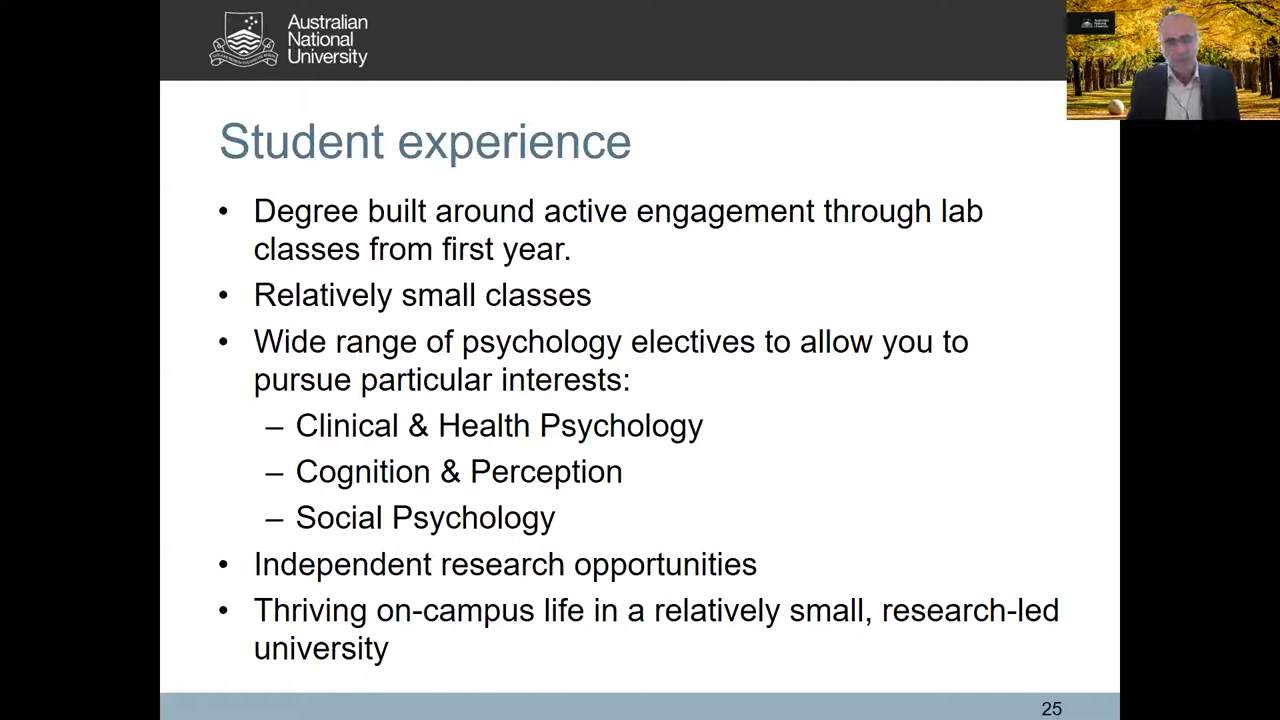 Australian
National
University
Student experience
• Degree built around active engagement through lab
classes from first year.
• Relatively small classes
• Wide range of psychology electives to allow you to
pursue particular interests:
– Clinical & Health Psychology
– Cognition & Perception
– Social Psychology
• Independent research opportunities
• Thriving on-campus life in a relatively small, research-led
university
25